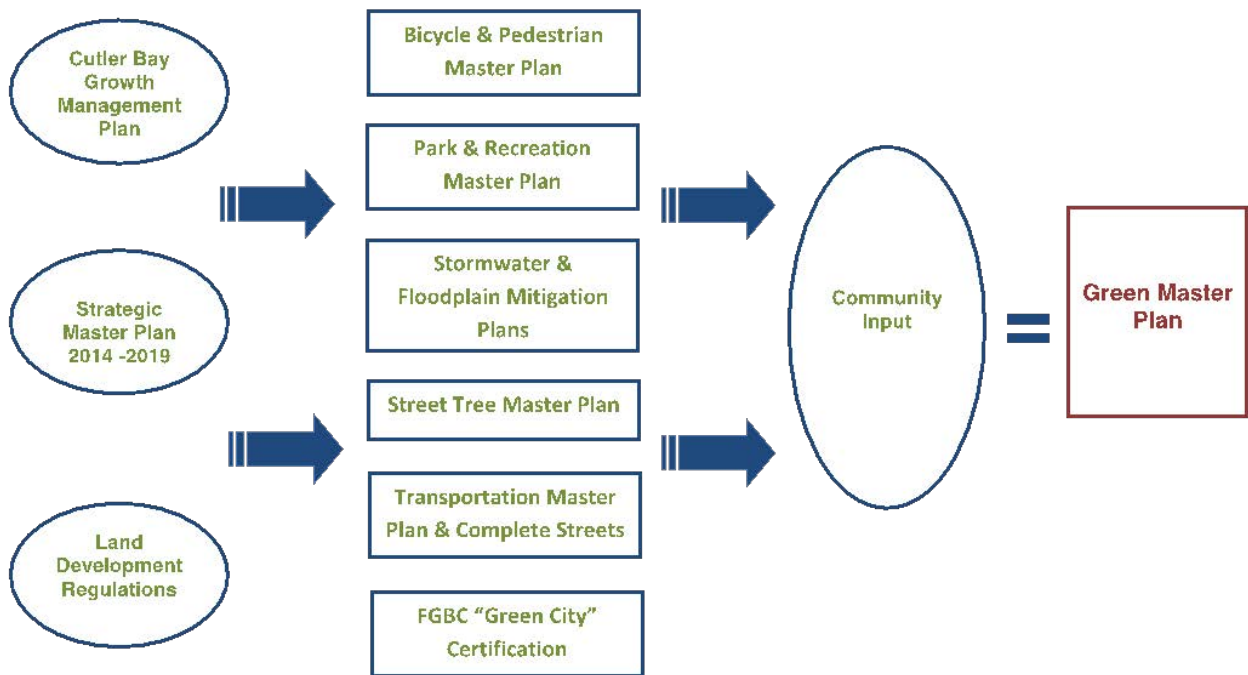 Cutler Bay
Growth
Management
Plan
Strategic
Master Plan
2014 -2019
Land
Development
Regulations
Bicycle & Pedestrian
Master Plan
Park & Recreation
Master Plan
Stormwater &
Floodplain Mitigation
Plans
Street Tree Master Plan
Transportation Master
Plan & Complete Streets
FGBC “Green City”
Certification
Community
Input
Green Master
Plan